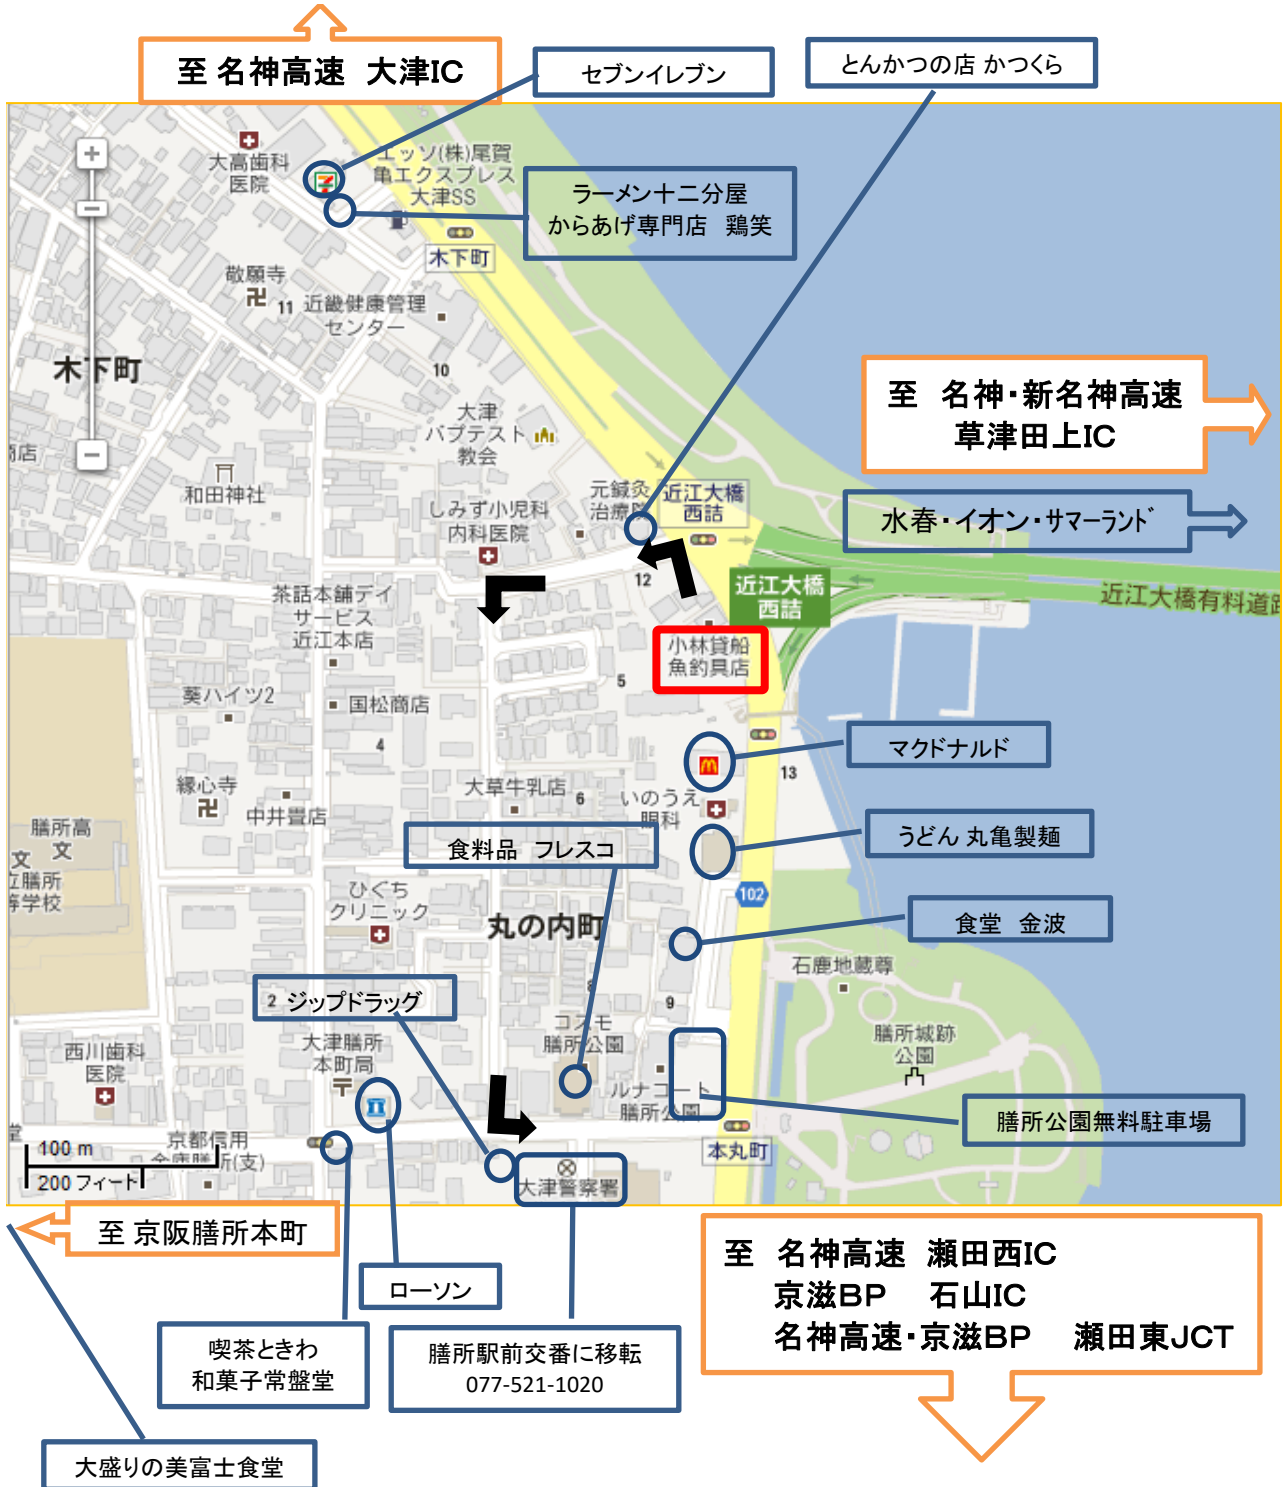 至 名神高速 大津IC
セブンイレブン
とんかつの店 かつくら
大高歯科
医院
エッソ(株)尾賀
亀エクスプレス
大津SS
ラーメン十二分屋
からあげ専門店 鶏笑
木下町
敬願寺
11
近畿健康管理
センター
木下町
10
至 名神・新名神高速
草津田上IC
大津
バプテスト
教会
商店
和田神社
しみず小児科
内科医院
元鍼灸
治療院
近江大橋
西詰
水春・イオン・サマーランド
12
近江大橋
西詰
近江大橋有料道路
茶話本舗デイ
サービス
近江本店
小林貸船
魚釣具店
5
葵ハイツ2
国松商店
4
マクドナルド
13
縁心寺
中井畳店
大草牛乳店
6
いのうえ
眼科
膳所高
文
文
立膳所
等学校
食料品 フレスコ
うどん 丸亀製麺
ひぐち
クリニック
102
丸の内町
食堂 金波
石鹿地蔵尊
2
ジップドラッグ
8
9
コスモ
膳所公園
大津膳所
本町局
膳所城跡
公園
西川歯科
医院
ルナコート
膳所公園
膳所公園無料駐車場
100 m
200 フィート
京都信用
金庫膳所(支)
本丸町
大津警察署
至 京阪膳所本町
至 名神高速 瀬田西IC
京滋BP 石山IC
名神高速・京滋BP 瀬田東JCT
ローソン
喫茶ときわ
和菓子常盤堂
膳所駅前交番に移転
077-521-1020
大盛りの美富士食堂